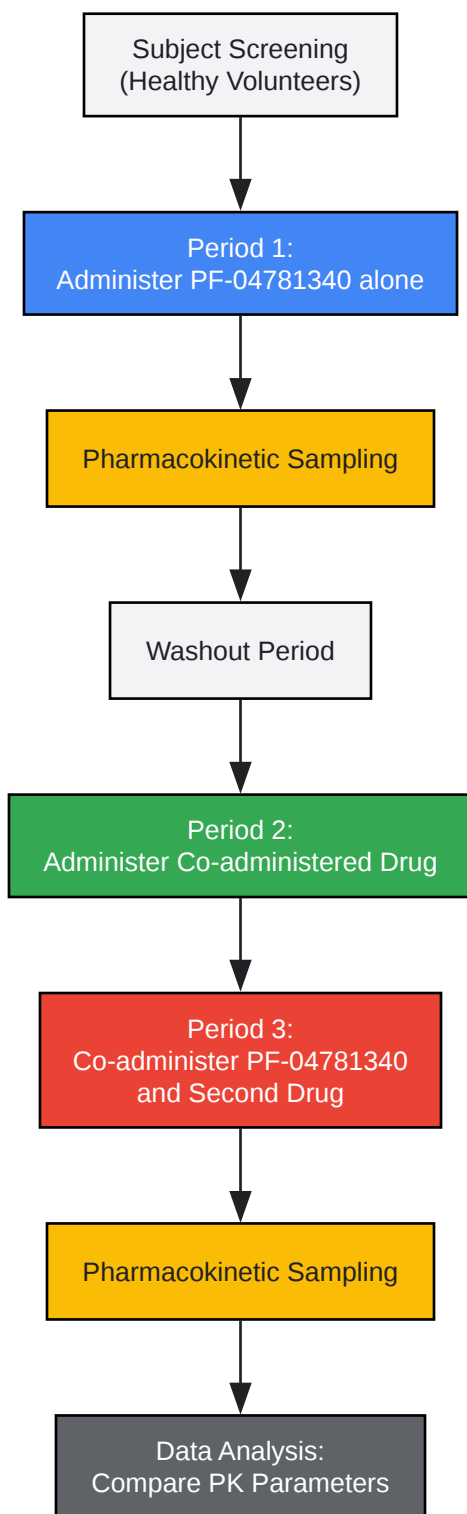 Subject Screening
(Healthy Volunteers)
Period 1:
Administer PF-04781340 alone
Pharmacokinetic Sampling
Washout Period
Period 2:
Administer Co-administered Drug
Period 3:
Co-administer PF-04781340
and Second Drug
Pharmacokinetic Sampling
Data Analysis:
Compare PK Parameters